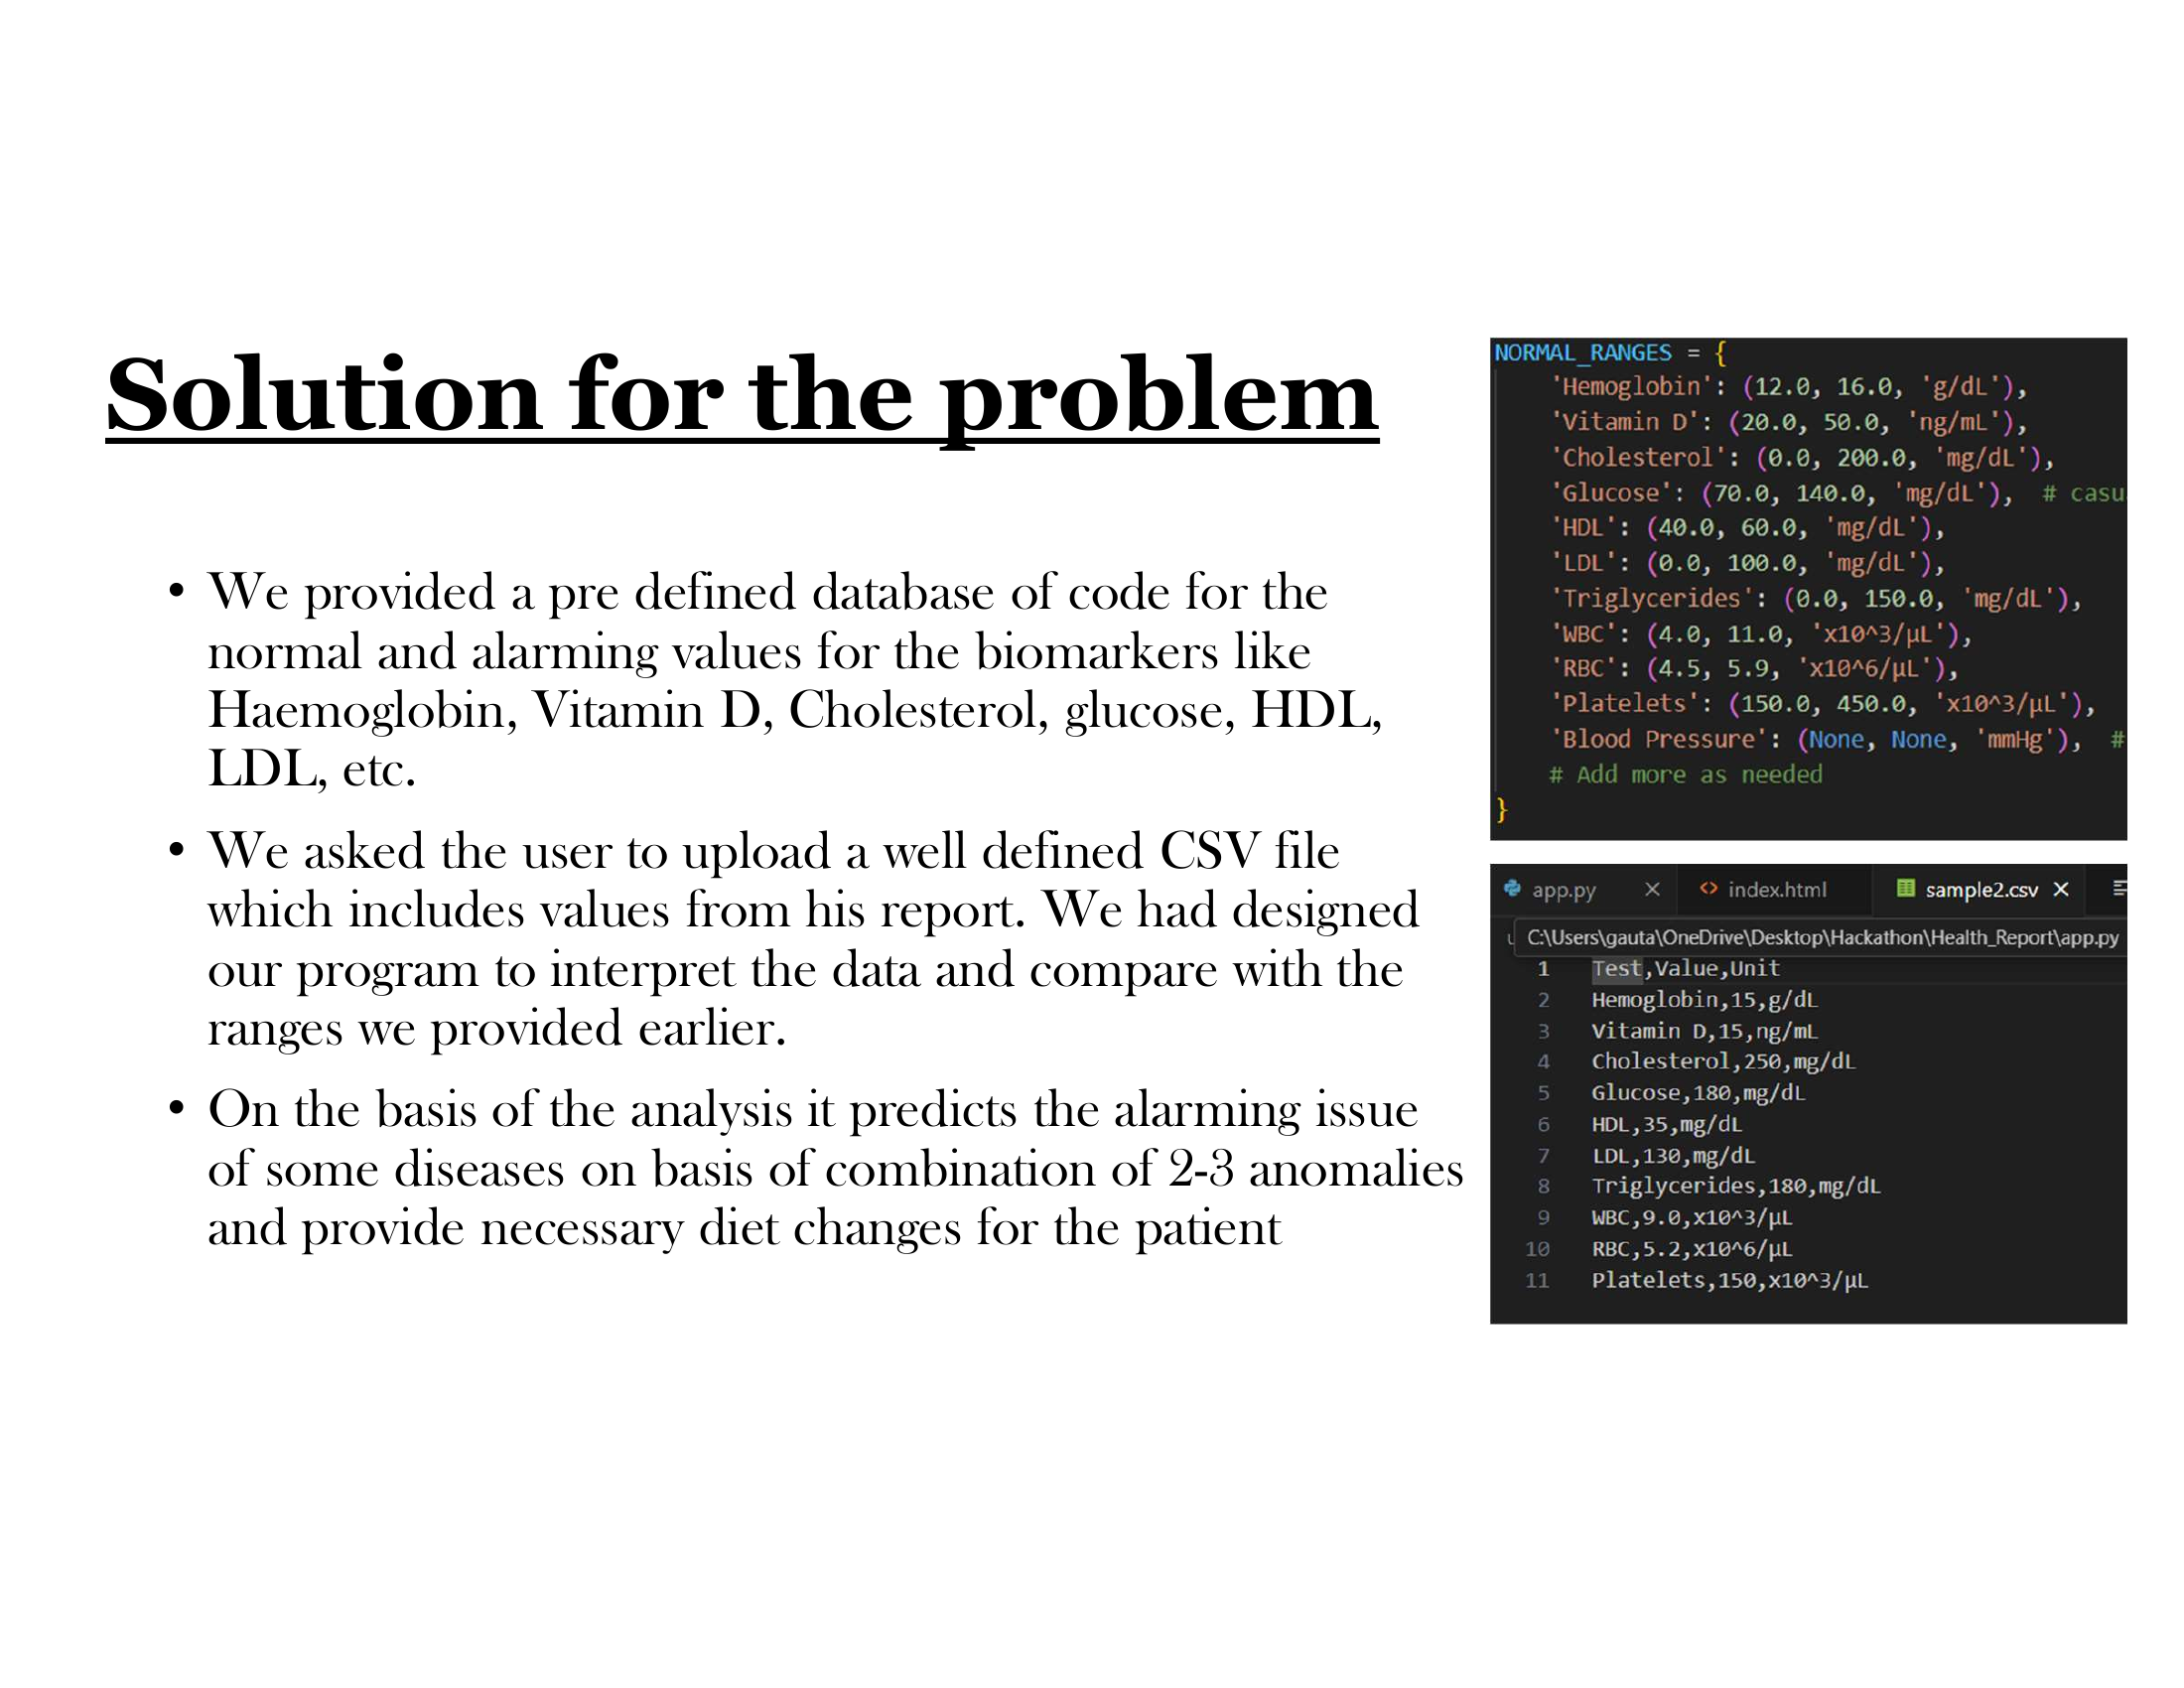 Solution for the problem
• We provided a pre defined database of code for the
normal and alarming values for the biomarkers like
Haemoglobin, Vitamin D, Cholesterol, glucose, HDL,
LDL, etc.
• We asked the user to upload a well defined CSV file
which includes values from his report. We had designed
our program to interpret the data and compare with the
ranges we provided earlier.
• On the basis of the analysis it predicts the alarming issue
of some diseases on basis of combination of 2-3 anomalies
and provide necessary diet changes for the patient
NORMAL_RANGES = {
'Hemoglobin': (12.0, 16.0, 'g/dL'),
'Vitamin D': (20.0, 50.0, 'ng/mL'),
'Cholesterol': (0.0, 200.0, 'mg/dL'),
'Glucose': (70.0, 140.0, 'mg/dL'), # casu
'HDL': (40.0, 60.0, 'mg/dL'),
'LDL': (0.0, 100.0, 'mg/dL'),
'Triglycerides': (0.0, 150.0, 'mg/dL'),
'WBC': (4.0, 11.0, 'x10^3/µL'),
'RBC': (4.5, 5.9, 'x10^6/µL'),
'Platelets': (150.0, 450.0, 'x10^3/µL'),
'Blood Pressure': (None, None, 'mmHg'), #
# Add more as needed
}
app.py index.html sample2.csv
C:\Users\gauta\OneDrive\Desktop\Hackathon\Health_Report\app.py
1 Test,Value,Unit
2 Hemoglobin,15,g/dL
3 Vitamin D,15,ng/mL
4 Cholesterol,250,mg/dL
5 Glucose,180,mg/dL
6 HDL,35,mg/dL
7 LDL,130,mg/dL
8 Triglycerides,180,mg/dL
9 WBC,9.0,x10^3/µL
10 RBC,5.2,x10^6/µL
11 Platelets,150,x10^3/µL